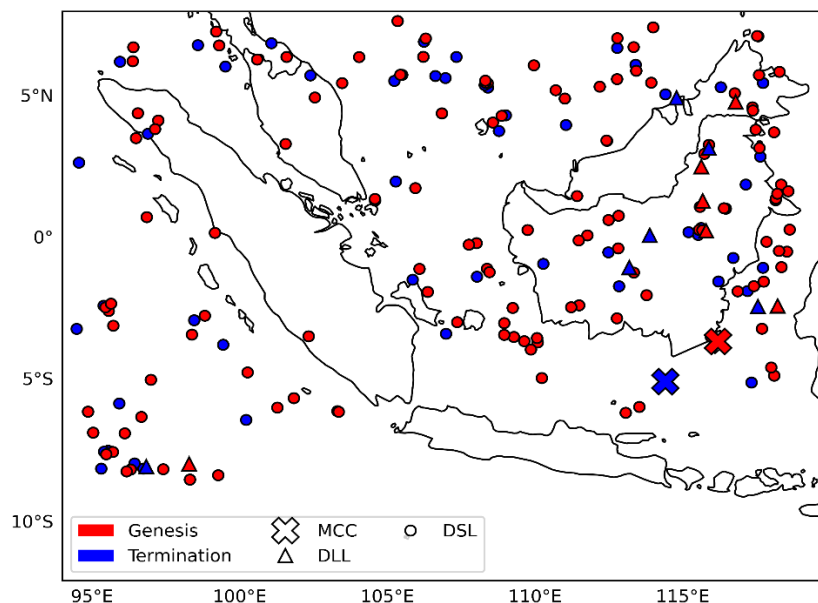 5°N
0°
5°S
10°S
Genesis MCC DSL
Termination DLL
95°E 100°E 105°E 110°E 115°E